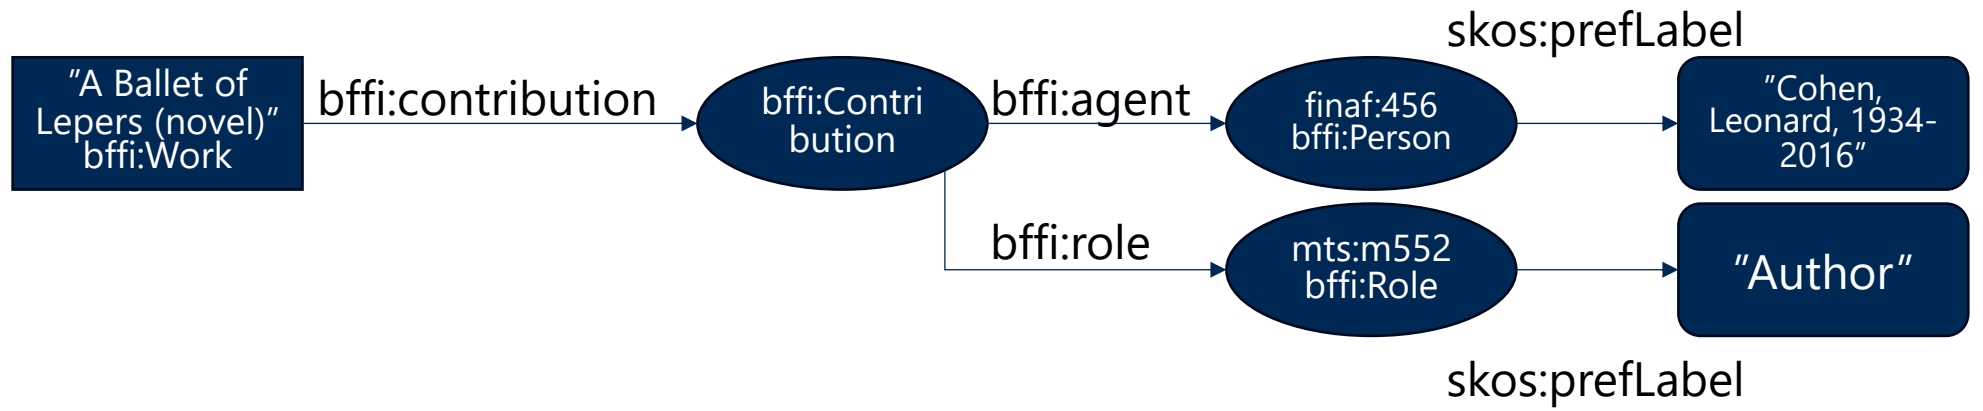 skos:prefLabel
”A Ballet of
Lepers (novel)”
bffi:Work
bffi:contribution
bffi:Contri
bution
bffi:agent
finaf:456
bffi:Person
”Cohen,
Leonard, 1934-
2016”
bffi:role
mts:m552
bffi:Role
”Author”
skos:prefLabel